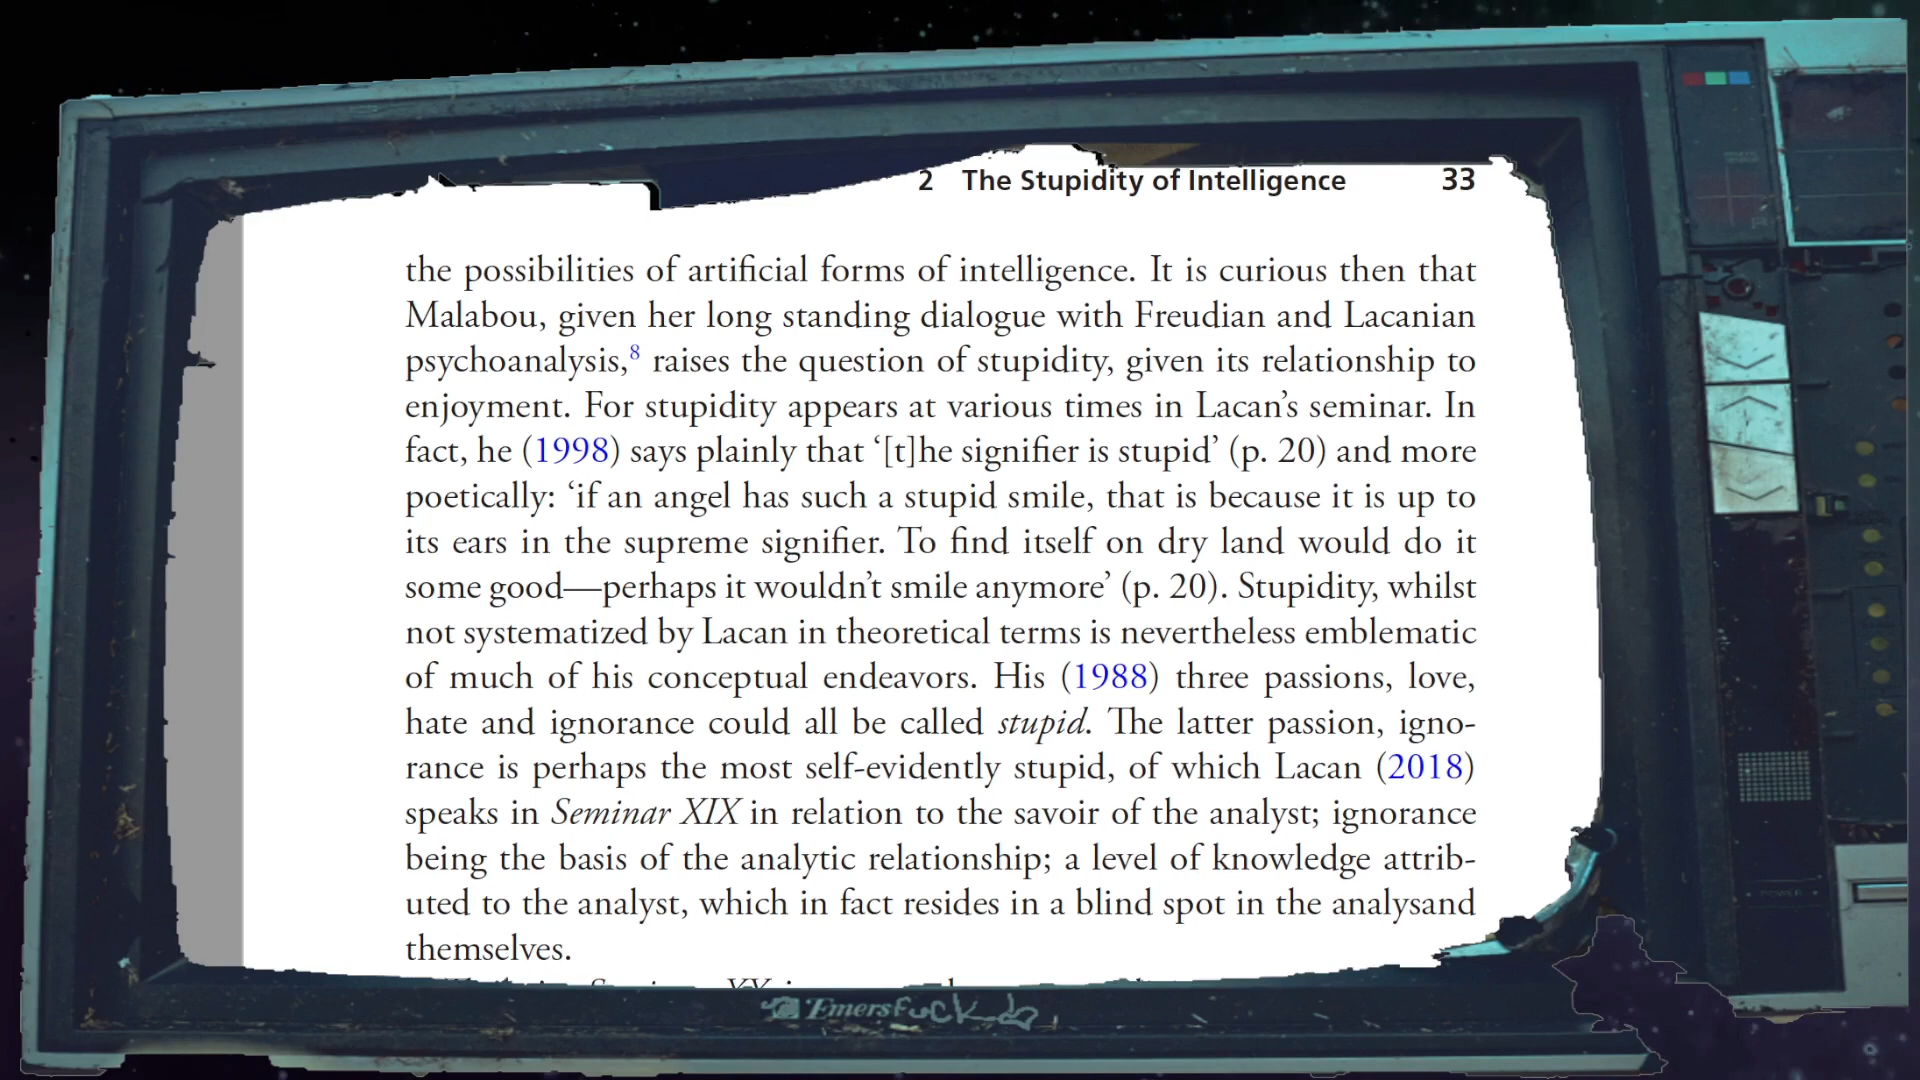 2 The Stupidity of Intelligence 33
the possibilities of artificial forms of intelligence. It is curious then that
Malabou, given her long standing dialogue with Freudian and Lacanian
psychoanalysis,8 raises the question of stupidity, given its relationship to
enjoyment. For stupidity appears at various times in Lacan’s seminar. In
fact, he (1998) says plainly that ‘[t]he signifier is stupid’ (p. 20) and more
poetically: ‘if an angel has such a stupid smile, that is because it is up to
its ears in the supreme signifier. To find itself on dry land would do it
some good—perhaps it wouldn’t smile anymore’ (p. 20). Stupidity, whilst
not systematized by Lacan in theoretical terms is nevertheless emblematic
of much of his conceptual endeavors. His (1988) three passions, love,
hate and ignorance could all be called stupid. The latter passion, igno-
rance is perhaps the most self-evidently stupid, of which Lacan (2018)
speaks in Seminar XIX in relation to the savoir of the analyst; ignorance
being the basis of the analytic relationship; a level of knowledge attrib-
uted to the analyst, which in fact resides in a blind spot in the analysand
themselves.
POWER